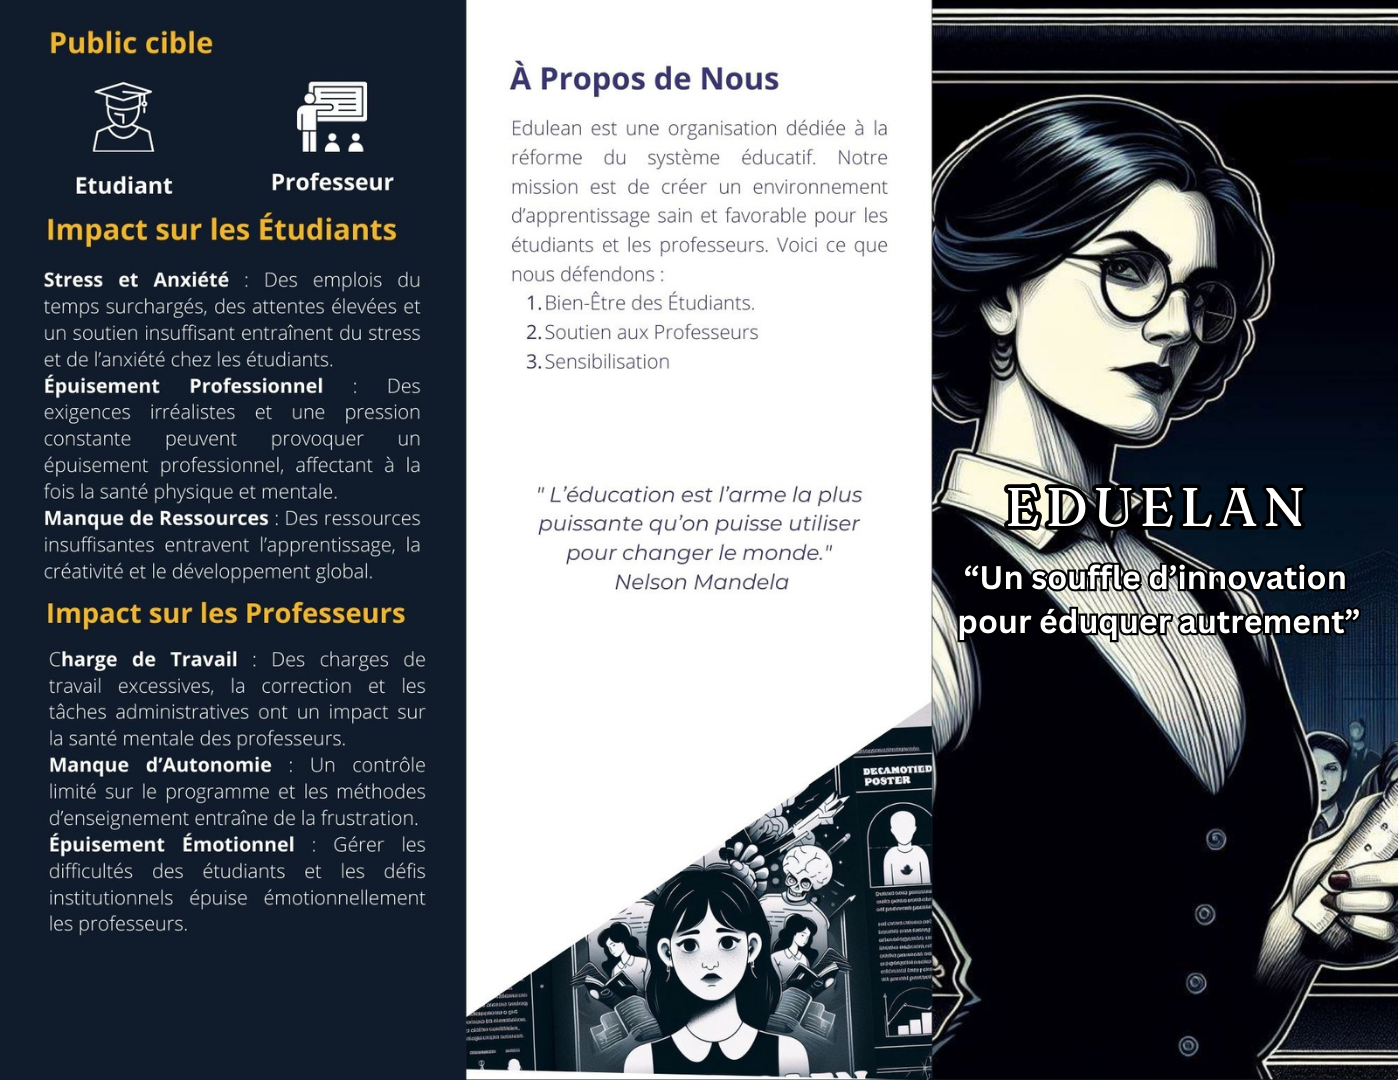 Public cible
Etudiant
Professeur
Impact sur les Étudiants
Stress et Anxiété : Des emplois du
temps surchargés, des attentes élevées et
un soutien insuffisant entraînent du stress
et de l’anxiété chez les étudiants.
Épuisement Professionnel : Des
exigences irréalistes et une pression
constante peuvent provoquer un
épuisement professionnel, affectant à la
fois la santé physique et mentale.
Manque de Ressources : Des ressources
insuffisantes entravent l’apprentissage, la
créativité et le développement global.
Impact sur les Professeurs
Charge de Travail : Des charges de
travail excessives, la correction et les
tâches administratives ont un impact sur
la santé mentale des professeurs.
Manque d’Autonomie : Un contrôle
limité sur le programme et les méthodes
d’enseignement entraîne de la frustration.
Épuisement Émotionnel : Gérer les
difficultés des étudiants et les défis
institutionnels épuise émotionnellement
les professeurs.
À Propos de Nous
Edulean est une organisation dédiée à la
réforme du système éducatif. Notre
mission est de créer un environnement
d’apprentissage sain et favorable pour les
étudiants et les professeurs. Voici ce que
nous défendons :
1. Bien-Être des Étudiants.
2. Soutien aux Professeurs
3. Sensibilisation
" L’éducation est l’arme la plus
puissante qu’on puisse utiliser
pour changer le monde."
Nelson Mandela
DECAMOTIED
POSTER
EDUELAN
“Un souffle d’innovation
pour éduquer autrement”